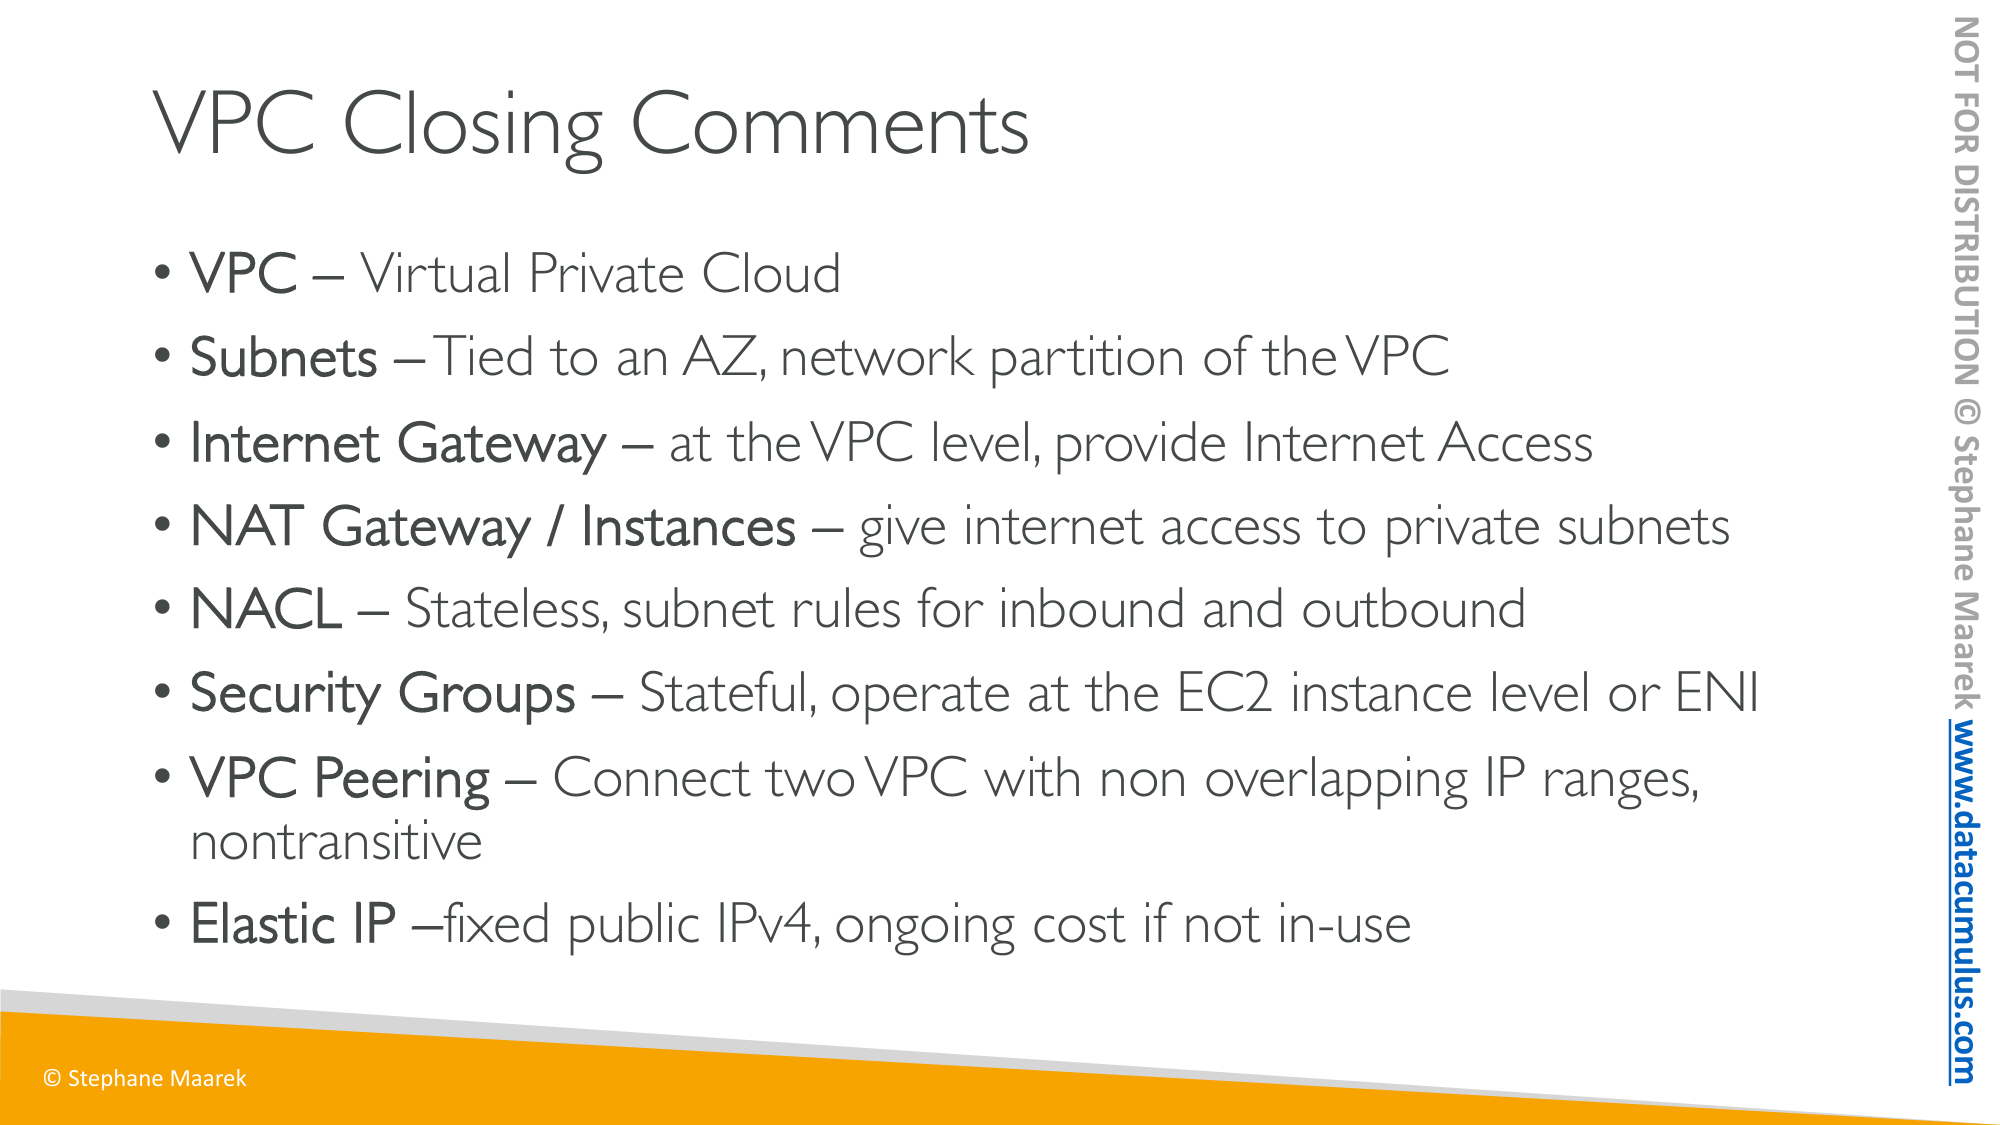 VPC Closing Comments
• VPC – Virtual Private Cloud
• Subnets – Tied to an AZ, network partition of the VPC
• Internet Gateway – at the VPC level, provide Internet Access
• NAT Gateway / Instances – give internet access to private subnets
• NACL – Stateless, subnet rules for inbound and outbound
• Security Groups – Stateful, operate at the EC2 instance level or ENI
• VPC Peering – Connect two VPC with non overlapping IP ranges,
nontransitive
• Elastic IP –fixed public IPv4, ongoing cost if not in-use
© Stephane Maarek
NOT FOR DISTRIBUTION © Stephane Maarek www.datacumulus.com